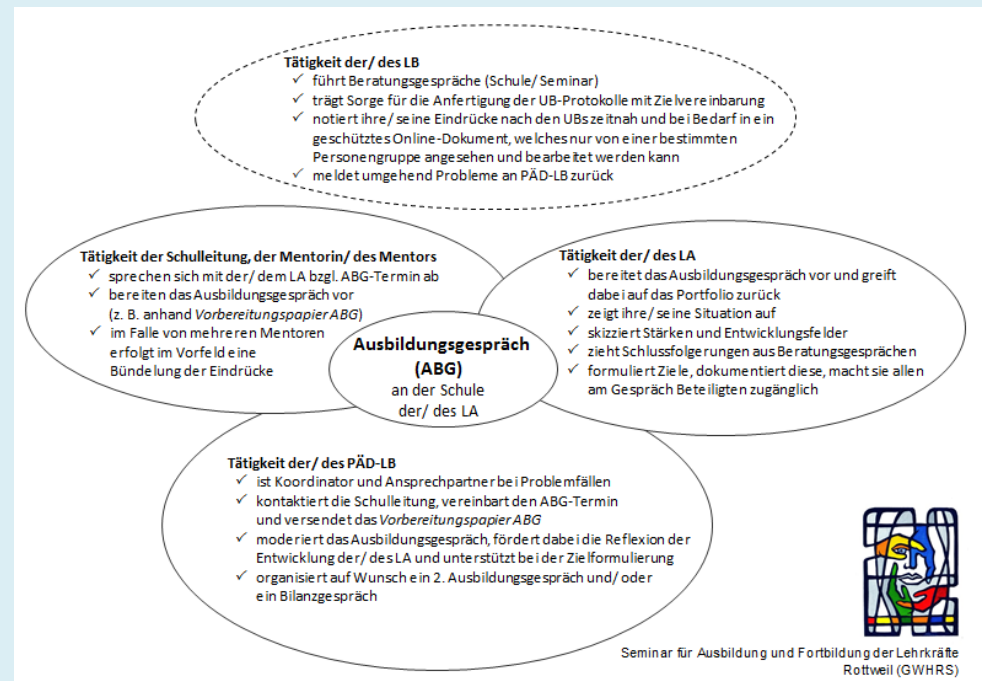 Tätigkeit der/ des LB
✓ führt Beratungsgespräche (Schule/ Seminar)
✓ trägt Sorge für die Anfertigung der UB-Protokolle mit Zielvereinbarung
✓ notiert ihre/ seine Eindrücke nach den UBs zeitnah und bei Bedarf in ein
geschütztes Online-Dokument, welches nur von einer bestimmten
Personengruppe angesehen und bearbeitet werden kann
✓ meldet umgehend Probleme an PÄD-LB zurück
Tätigkeit der Schulleitung, der Mentorin/ des Mentors
✓ sprechen sich mit der/ dem LA bzgl. ABG-Termin ab
✓ bereiten das Ausbildungsgespräch vor
(z. B. anhand Vorbereitungspapier ABG)
✓ im Falle von mehreren Mentoren
erfolgt im Vorfeld eine
Bündelung der Eindrücke
Tätigkeit der/ des LA
✓ bereitet das Ausbildungsgespräch vor und greift
dabei auf das Portfolio zurück
✓ zeigt ihre/ seine Situation auf
✓ skizziert Stärken und Entwicklungsfelder
✓ zieht Schlussfolgerungen aus Beratungsgesprächen
✓ formuliert Ziele, dokumentiert diese, macht sie allen
am Gespräch Beteiligten zugänglich
Ausbildungsgespräch
(ABG)
an der Schule
der/ des LA
Tätigkeit der/ des PÄD-LB
✓ ist Koordinator und Ansprechpartner bei Problemfällen
✓ kontaktiert die Schulleitung, vereinbart den ABG-Termin
und versendet das Vorbereitungspapier ABG
✓ moderiert das Ausbildungsgespräch, fördert dabei die Reflexion der
Entwicklung der/ des LA und unterstützt bei der Zielformulierung
✓ organisiert auf Wunsch ein 2. Ausbildungsgespräch und/ oder
ein Bilanzgespräch
Seminar für Ausbildung und Fortbildung der Lehrkräfte
Rottweil (GWHRS)